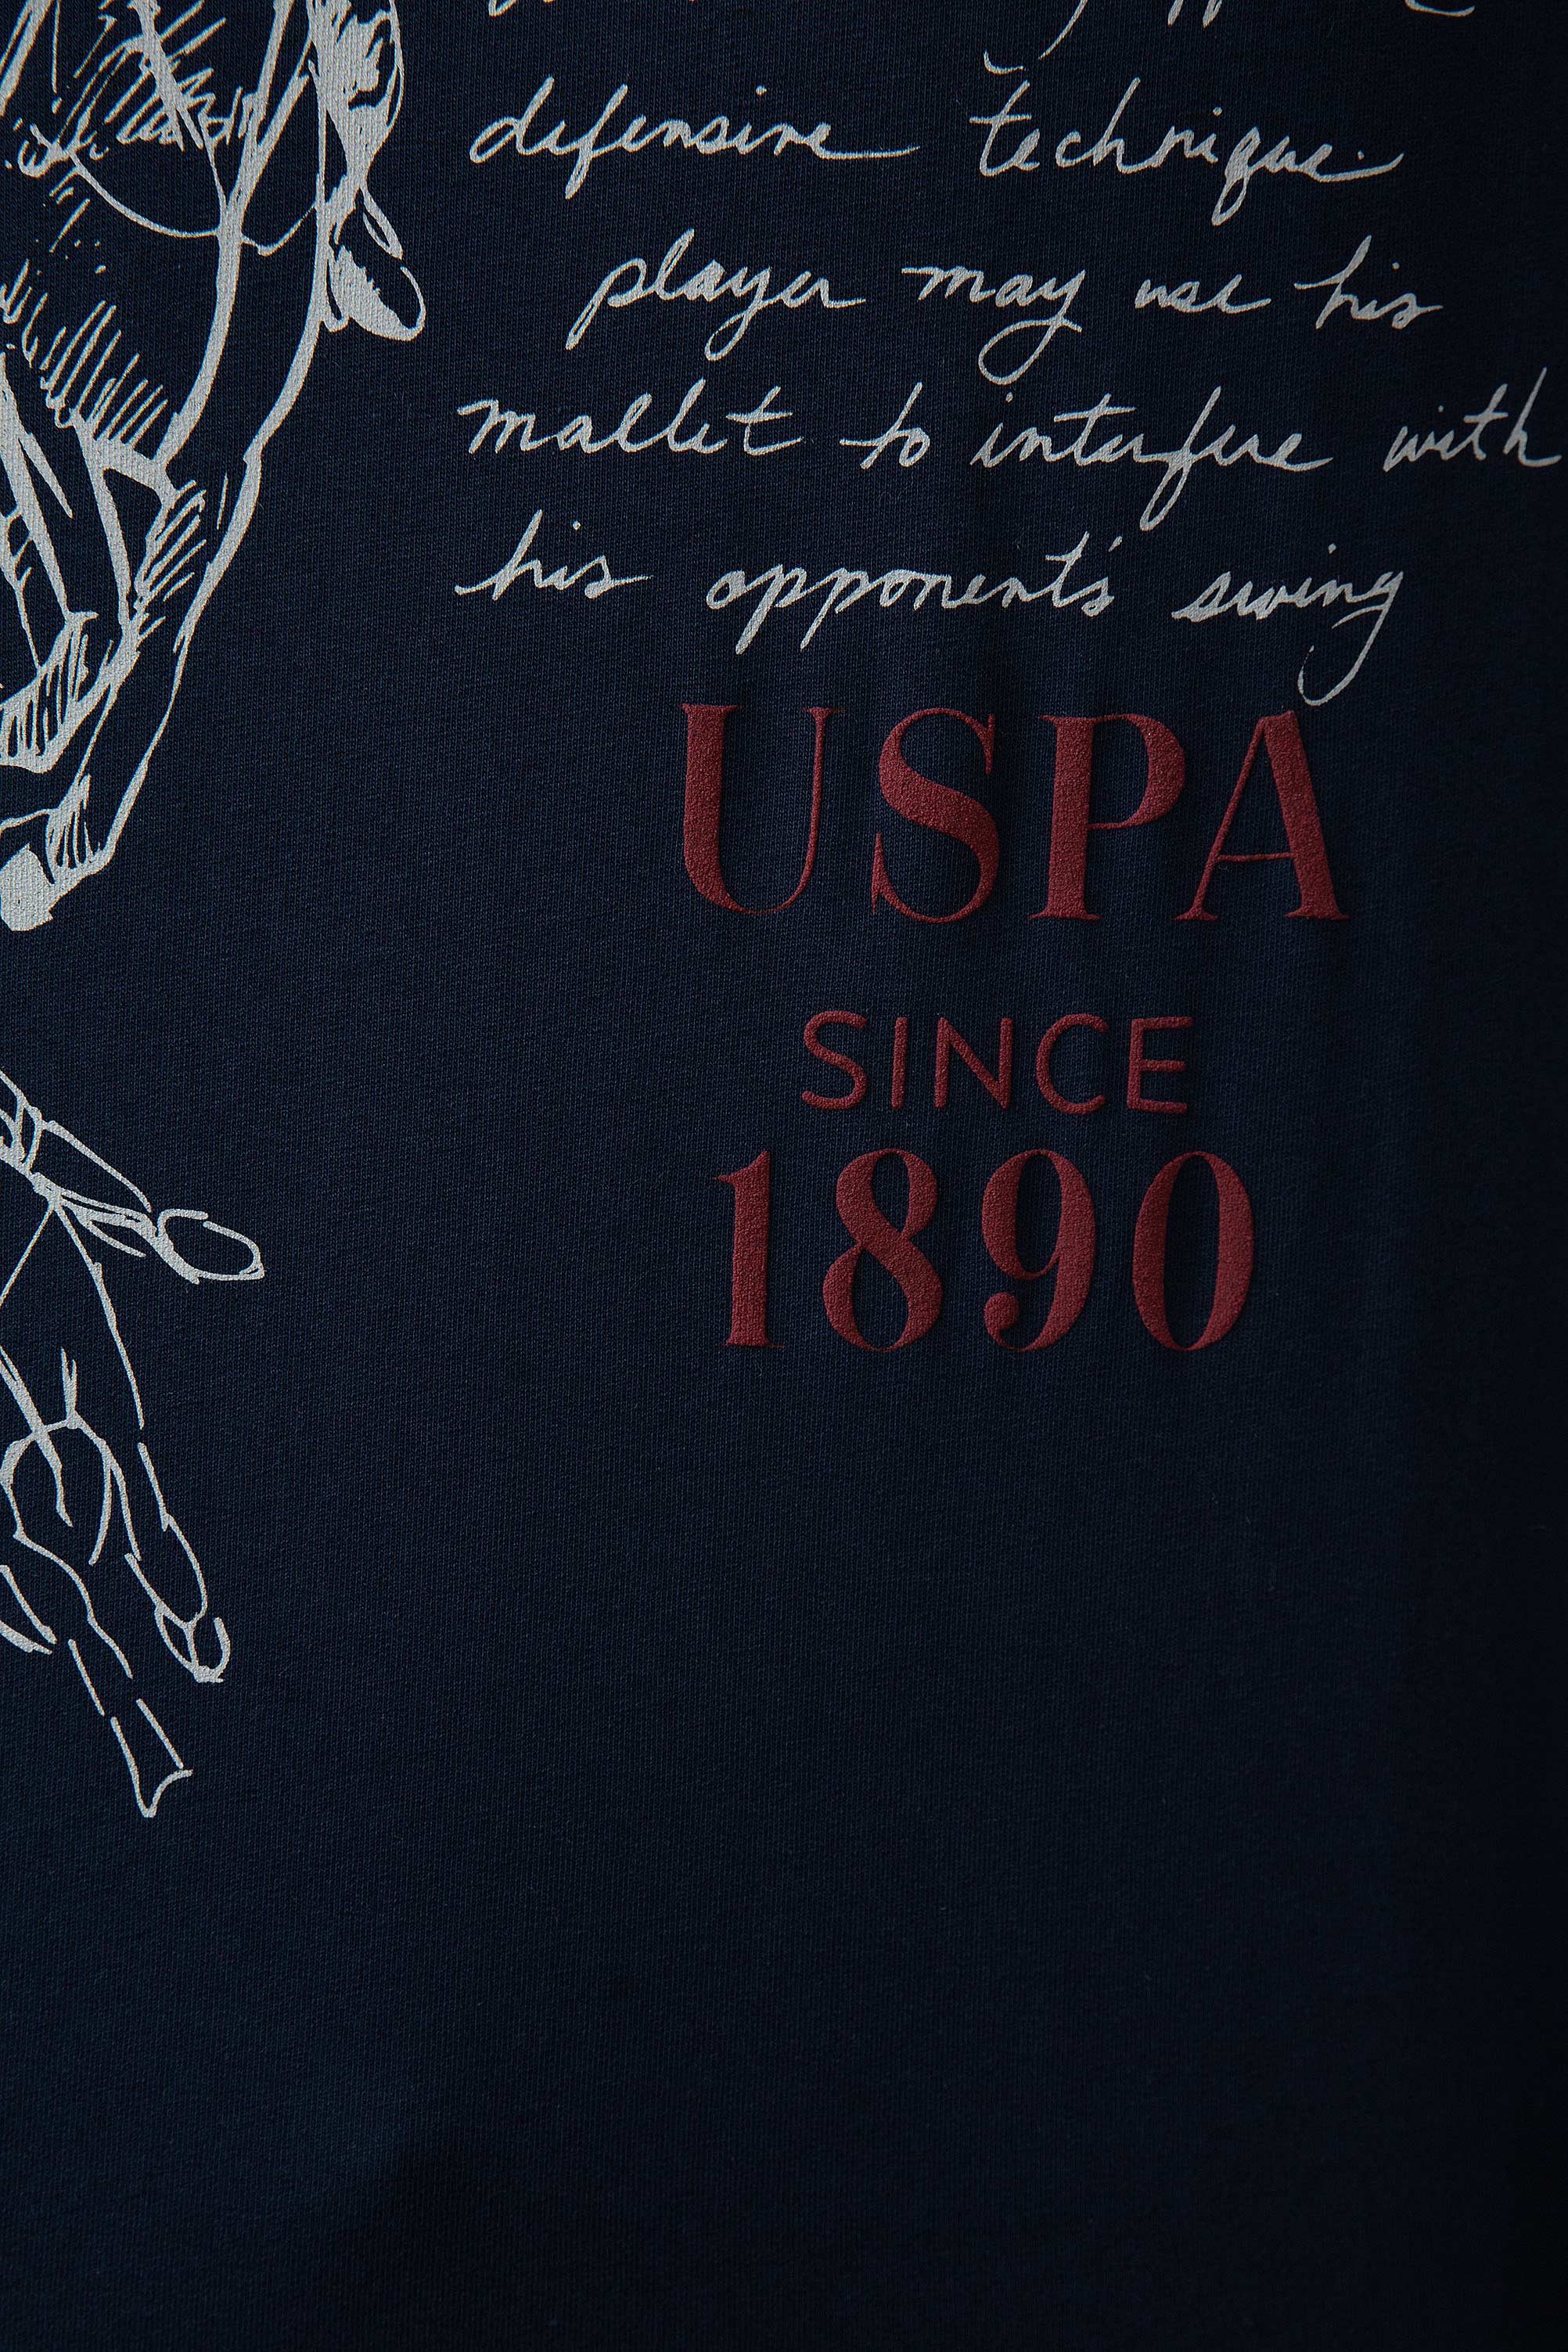 defensive technique.
player may use his
mallet to interfere with
his opponent's swing
USPA
SINCE
1890